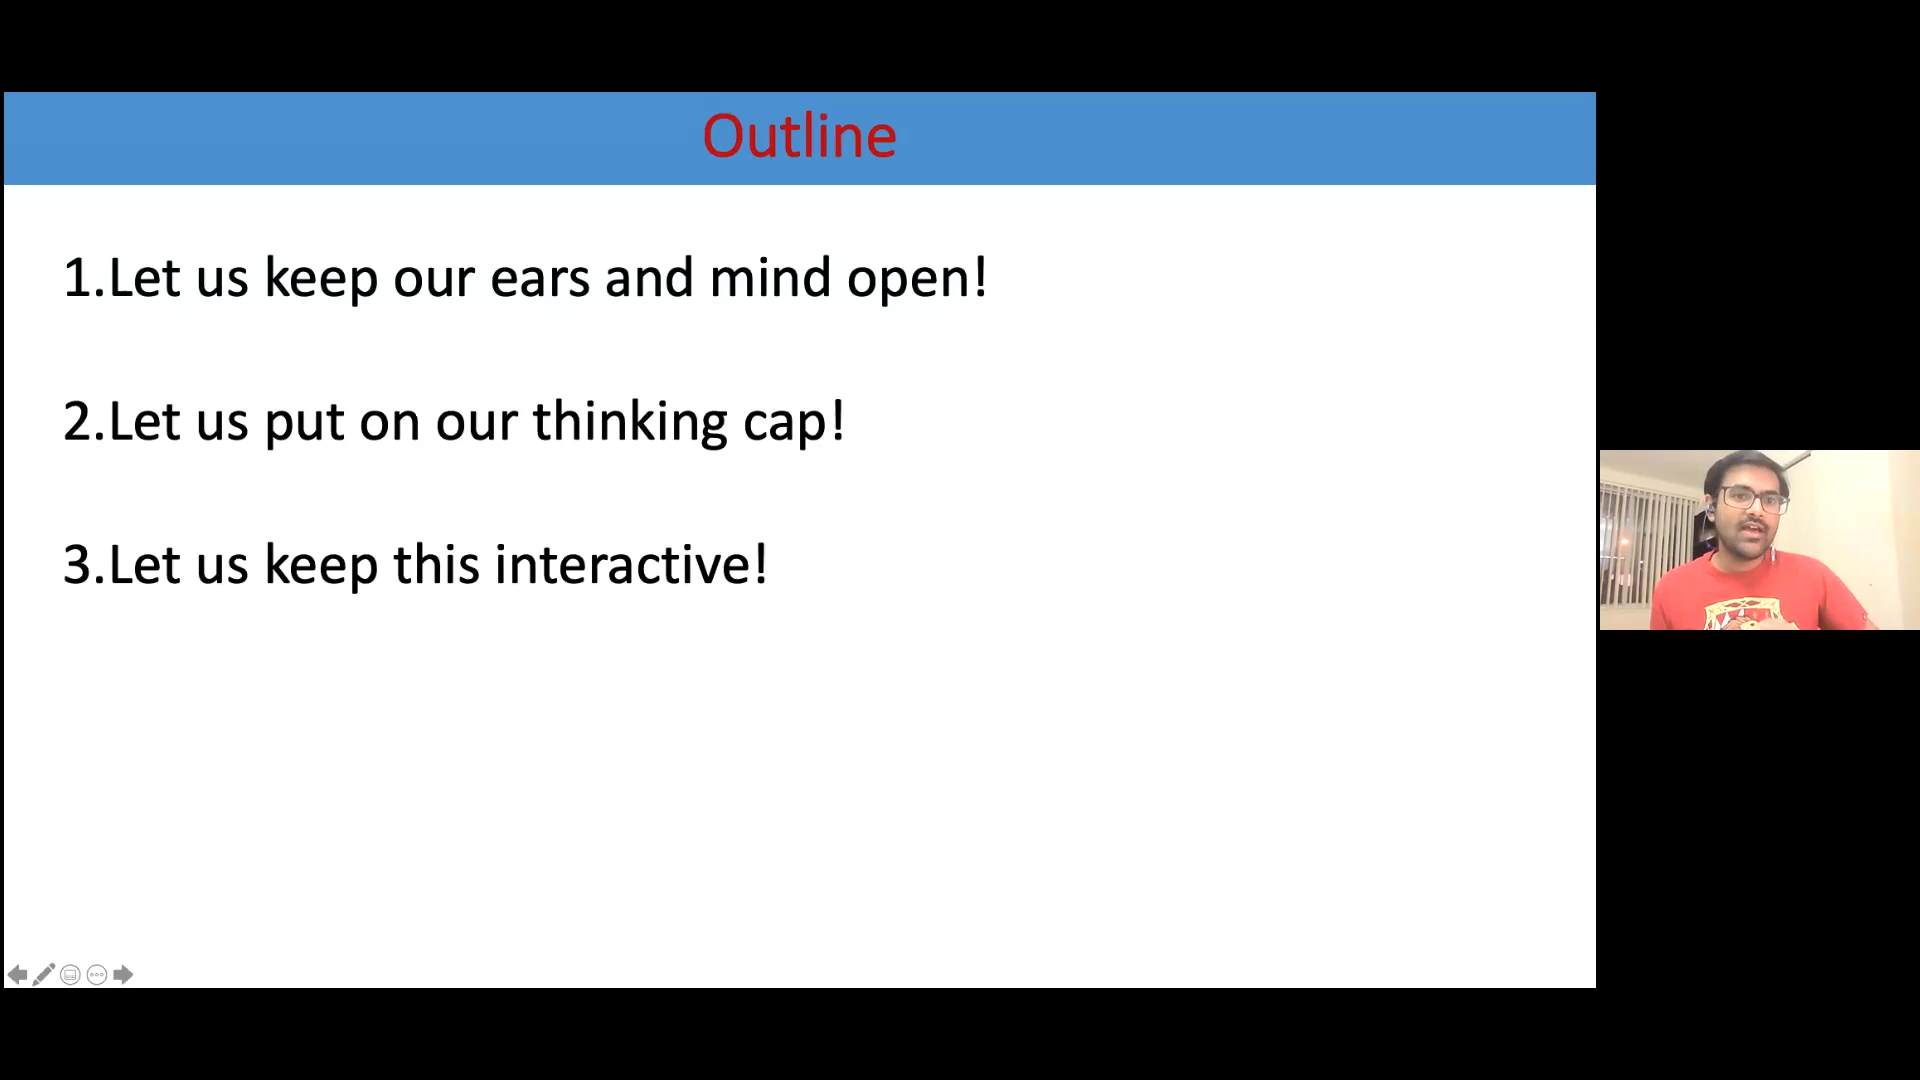 Outline
1.Let us keep our ears and mind open!
2.Let us put on our thinking cap!
3.Let us keep this interactive!